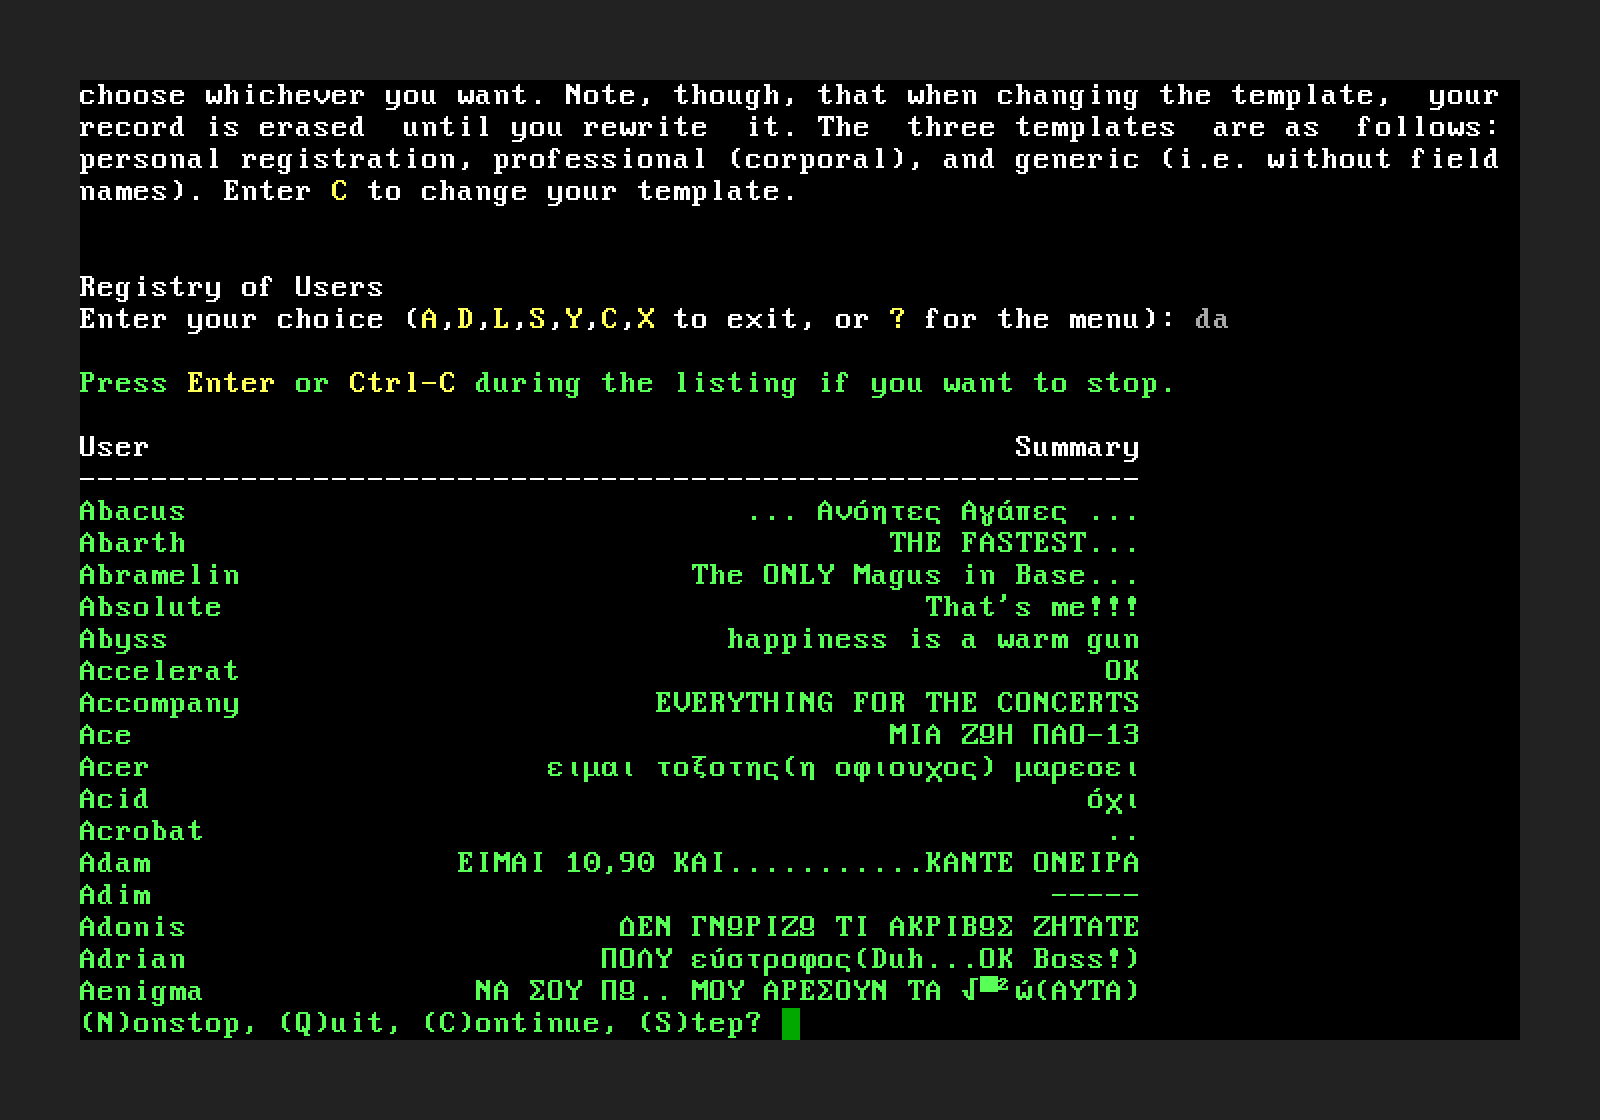 choose whichever you want. Note, though, that when changing the template,  your
record is erased  until you rewrite  it. The  three templates  are as  follows:
personal registration, professional (corporal), and generic (i.e. without field
names). Enter C to change your template.
Registry of Users
Enter your choice (A,D,L,S,Y,C,X to exit, or ? for the menu): da
Press Enter or Ctrl-C during the listing if you want to stop.
User Summary
-----------------------------------------------------------
Abacus ... Ανόητες Αγάπες ...
Abarth THE FASTEST...
Abramelin The ONLY Magus in Base...
Absolute That's me!!!
Abyss happiness is a warm gun
Accelerat OK
Accompany EVERYTHING FOR THE CONCERTS
Ace ΜΙΑ ΖΩΗ ΠΑΟ-13
Acer ειμαι τοξοτης(η οφιουχος) μαρεσει
Acid όχι
Acrobat ..
Adam ΕΙΜΑΙ 10,90 ΚΑΙ...........ΚΑΝΤΕ ΟΝΕΙΡΑ
Adim -----
Adonis ΔΕΝ ΓΝΩΡΙΖΩ ΤΙ ΑΚΡΙΒΩΣ ΖΗΤΑΤΕ
Adrian ΠΟΛΥ εύστροφος(Duh...OK Boss!)
Aenigma ΝΑ ΣΟΥ ΠΩ.. ΜΟΥ ΑΡΕΣΟΥΝ ΤΑ √■²ώ(ΑΥΤΑ)
(N)onstop, (Q)uit, (C)ontinue, (S)tep?